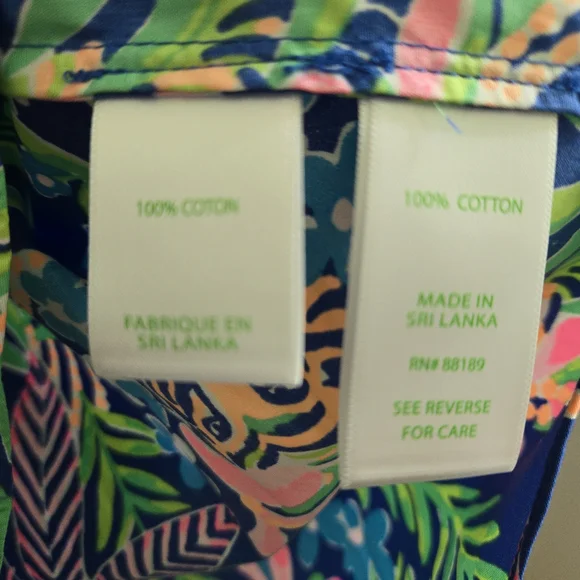 100% COTON
FABRIQUE EN
SRI LANKA
100% COTTON
MADE IN
SRI LANKA
RN# 88189
SEE REVERSE
FOR CARE